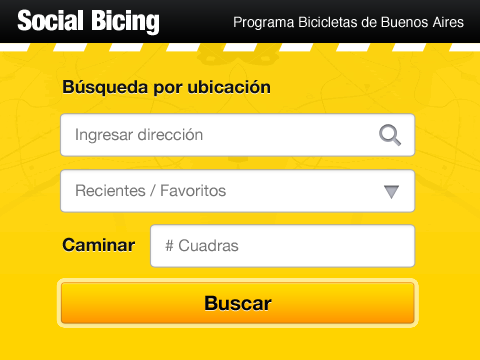 Social Bicing
Programa Bicicletas de Buenos Aires
Búsqueda por ubicación
Ingresar dirección
Recientes / Favoritos
Caminar
# Cuadras
Buscar